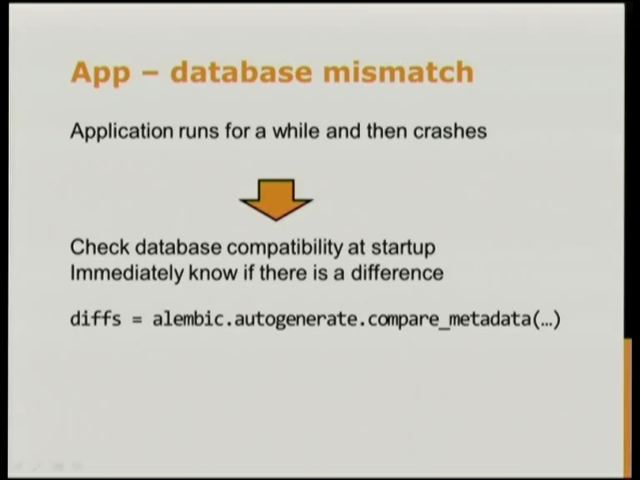 App – database mismatch
Application runs for a while and then crashes
Check database compatibility at startup
Immediately know if there is a difference
diffs = alembic.autogenerate.compare_metadata(…)